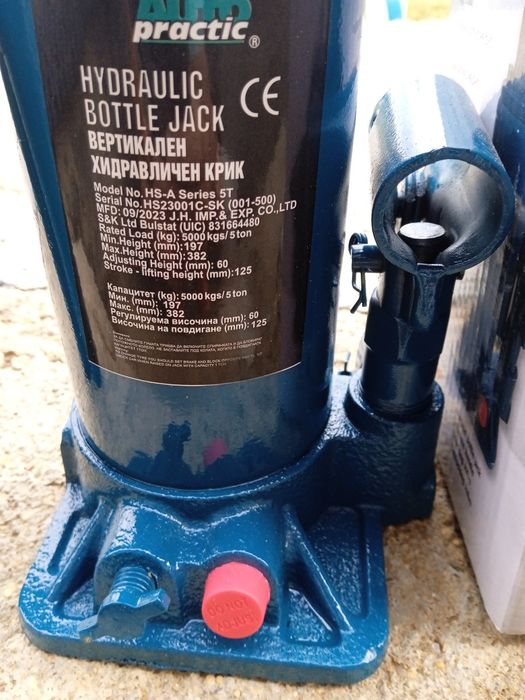 AUTO
practic®
HYDRAULIC
BOTTLE JACK
CE
ВЕРТИКАЛЕН
ХИДРАВЛИЧЕН КРИК
Model No. HS-A Series 5T
Serial No. HS23001C-SK (001-500)
MFD: 09/2023 J.H. IMP.& EXP. CO.,LTD
S&K Ltd Bulstat (UIC) 831664480
Rated Load (kg): 5000 kgs/5 ton
Min.Height (mm):197
Max.Height (mm): 382
Adjusting Height (mm): 60
Stroke - lifting height (mm):125
Капацитет (kg): 5000 kgs/5 ton
Мин. (mm): 197
Макс. (mm): 382
Регулируема височина (mm): 60
Височина на повдигане (mm): 125
DO NOT